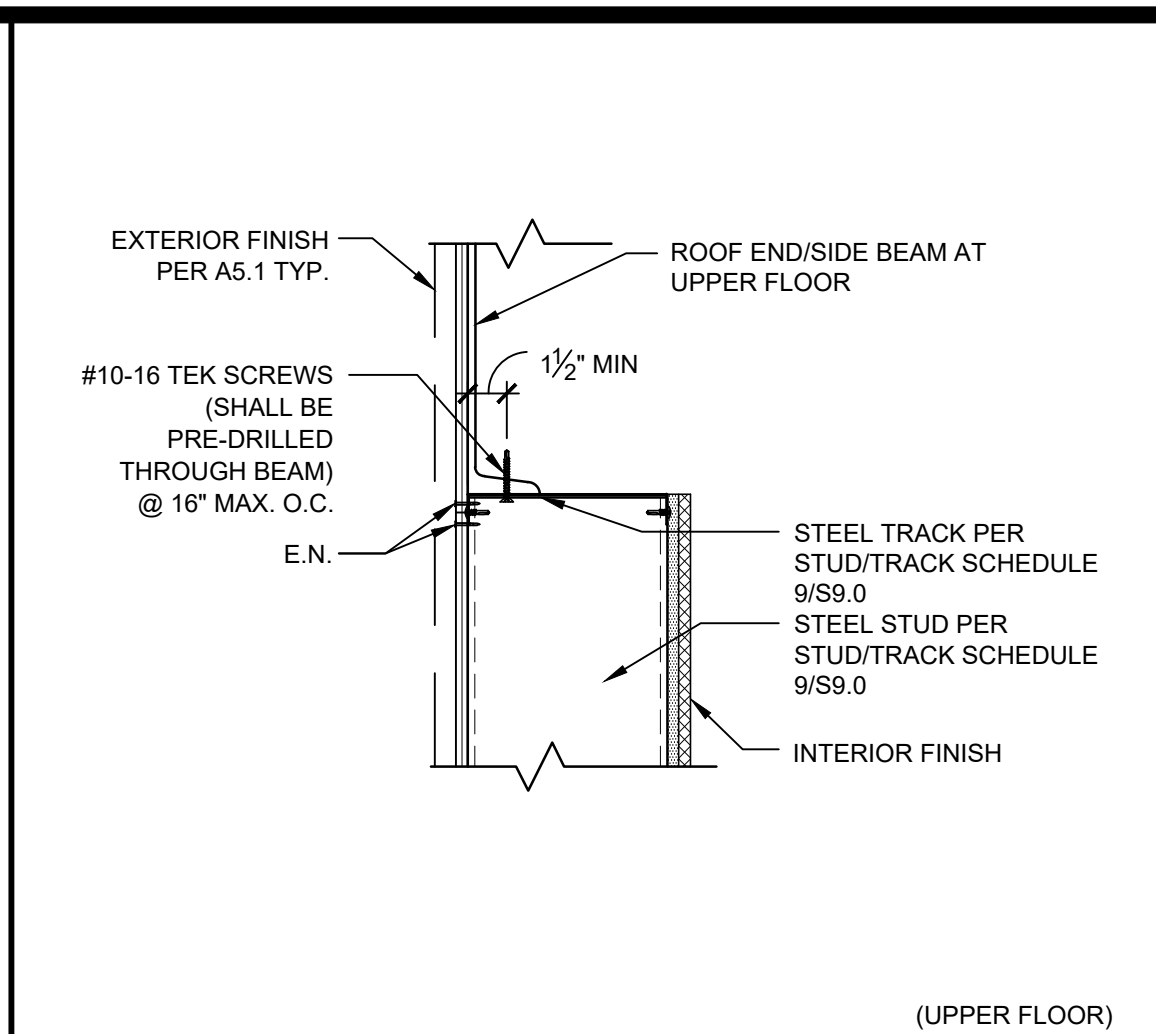 EXTERIOR FINISH
PER A5.1 TYP.
ROOF END/SIDE BEAM AT
UPPER FLOOR
1½" MIN
#10-16 TEK SCREWS
(SHALL BE
PRE-DRILLED
THROUGH BEAM)
@ 16" MAX. O.C.
E.N.
STEEL TRACK PER
STUD/TRACK SCHEDULE
9/S9.0
STEEL STUD PER
STUD/TRACK SCHEDULE
9/S9.0
INTERIOR FINISH
(UPPER FLOOR)